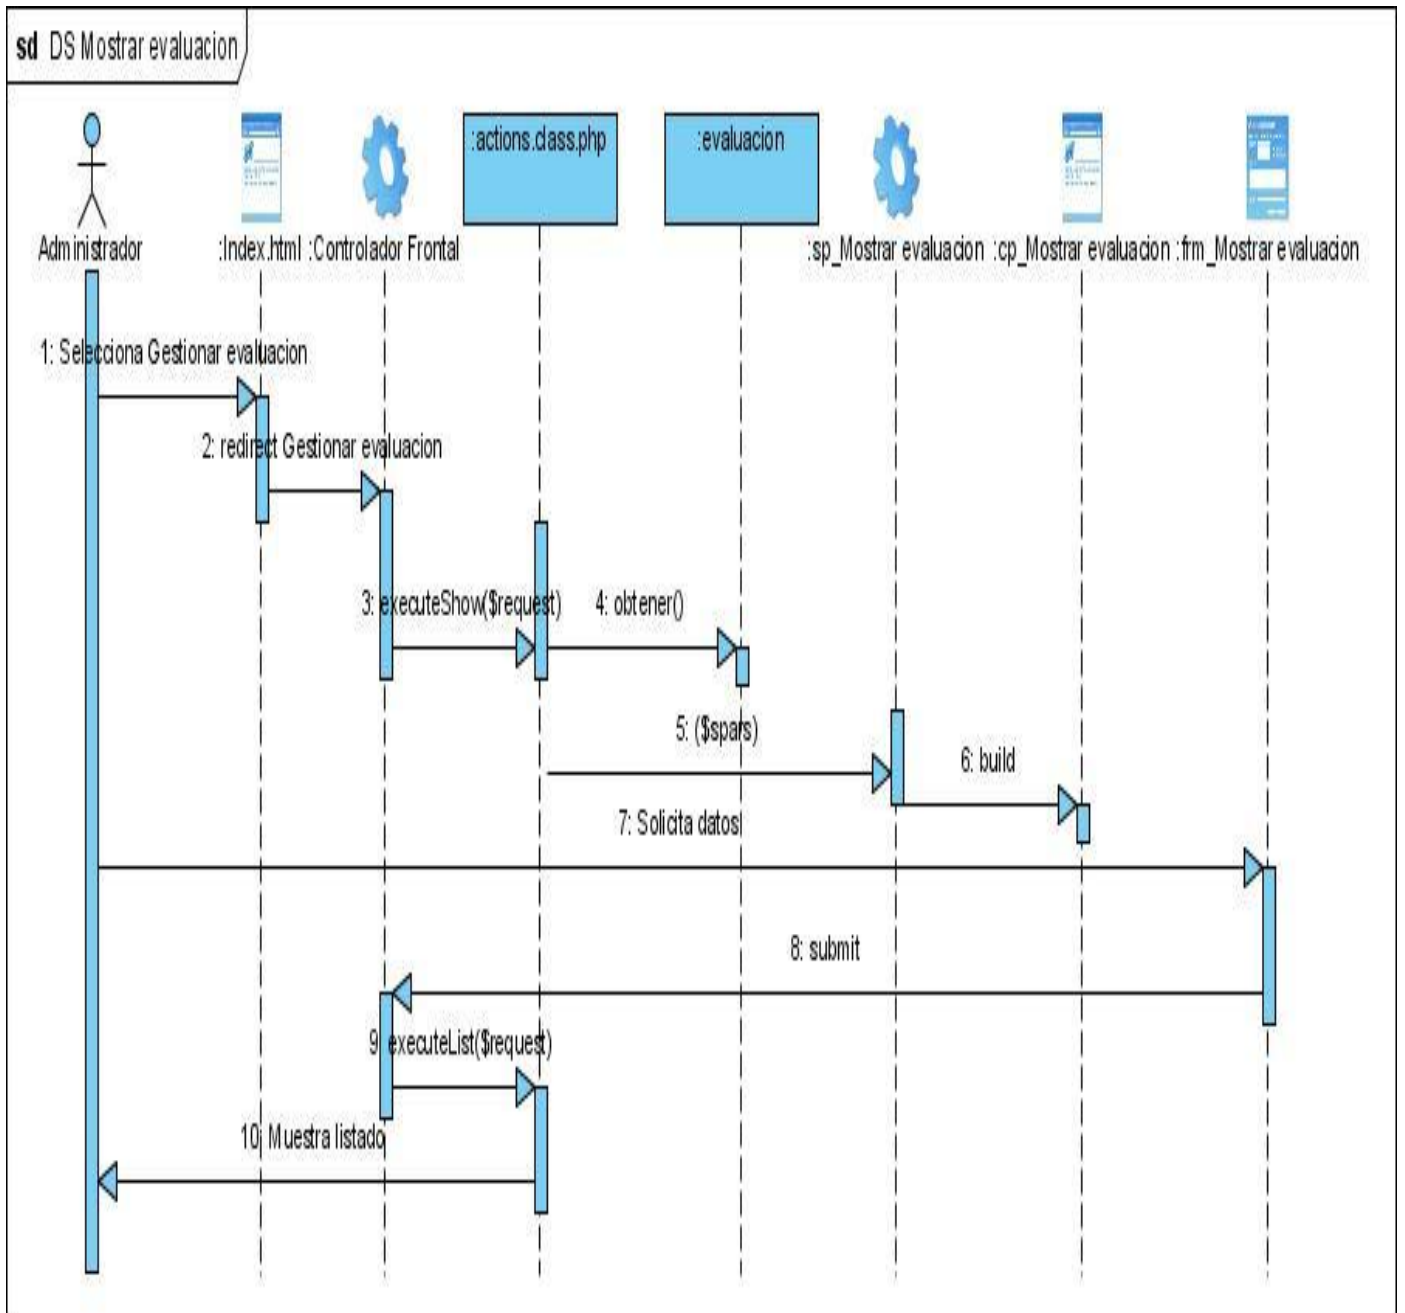 sd DS Mostrar evaluacion
:actions.class.php
:evaluacion
Administrador
:Index.html
:Controlador Frontal
:sp_Mostrar evaluacion
:cp_Mostrar evaluacion
:frm_Mostrar evaluacion
1: Selecciona Gestionar evaluacion
2: redirect Gestionar evaluacion
3: executeShow($request)
4: obtener()
5: ($spars)
6: build
7: Solicita datos
8: submit
9: executeList($request)
10: Muestra listado